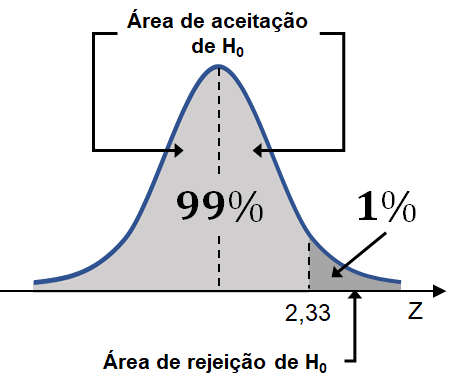 Área de aceitação
de H₀
99%
1%
2,33
Z
Área de rejeição de H₀